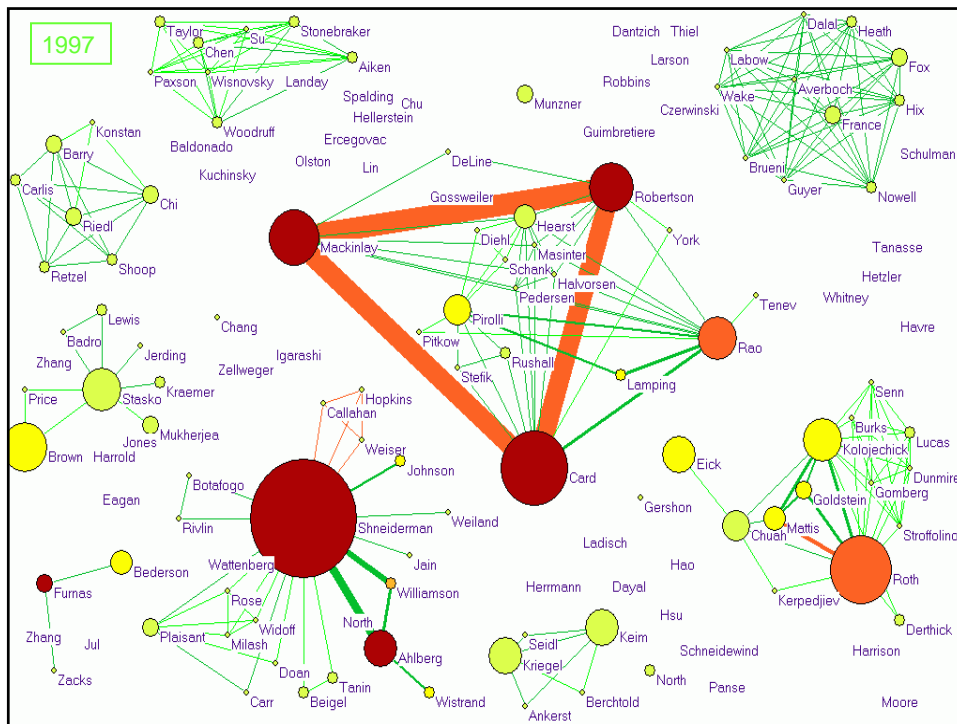 1997
Taylor
Su
Stonebraker
Chen
Aiken
Paxson
Wisnovsky
Landay
Woodruff
Spalding
Chu
Hellerstein
Ercegovac
Baldonado
Kuchinsky
Olston
Lin
Munzner
Dantzich
Thiel
Larson
Robbins
Czerwinski
Guimbretiere
Dalal
Heath
Labow
Fox
Wake
Averboch
Hix
France
Bruenil
Guyer
Nowell
Schulman
Konstan
Barry
Carlis
Chi
Riedl
Retzel
Shoop
DeLine
Gossweiler
Robertson
Mackinlay
Hearst
Diehl
Masinter
York
Schank
Halvorsen
Pedersen
Pirolli
Pitkow
Rushall
Stefik
Lamping
Rao
Tenev
Card
Tanasse
Hetzler
Whitney
Havre
Lewis
Badro
Zhang
Jerding
Price
Stasko
Kraemer
Mukherjea
Jones
Brown
Harrold
Chang
Igarashi
Zellweger
Hopkins
Callahan
Weiser
Johnson
Botafogo
Eagan
Rivlin
Shneiderman
Weiland
Wattenberg
Jain
Williamson
Bederson
Furnas
Rose
North
Plaisant
Widoff
Milash
Ahlberg
Zhang
Jul
Zacks
Doan
Tanin
Carr
Beigel
Wistrand
Senn
Burks
Kolojechick
Lucas
Eick
Dunmire
Goldstein
Gomberg
Gershon
Chuah
Mattis
Stroffolino
Ladisch
Roth
Hao
Herrmann
Dayal
Kerpedjiev
Hsu
Derthick
Seidl
Keim
Kriegel
Schneidewind
Harrison
North
Panse
Berchtold
Ankerst
Moore